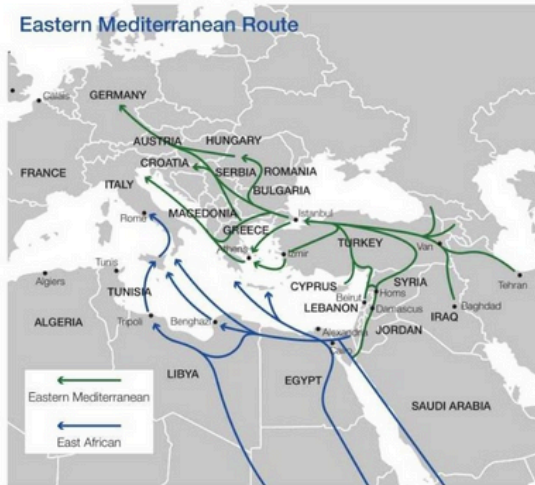 Eastern Mediterranean Route
Calais
GERMANY
AUSTRIA
HUNGARY
CROATIA
FRANCE
SERBIA
ROMANIA
ITALY
BULGARIA
Rome
MACEDONIA
Istanbul
GREECE
Athens
Izmir
TURKEY
Van
Tunis
Algiers
TUNISIA
CYPRUS
SYRIA
Tehran
LEBANON
Beirut
Homs
Damascus
IRAQ
Baghdad
ALGERIA
Tripoli
Benghazi
Alexandria
JORDAN
Cairo
LIBYA
EGYPT
SAUDI ARABIA
Eastern Mediterranean
East African